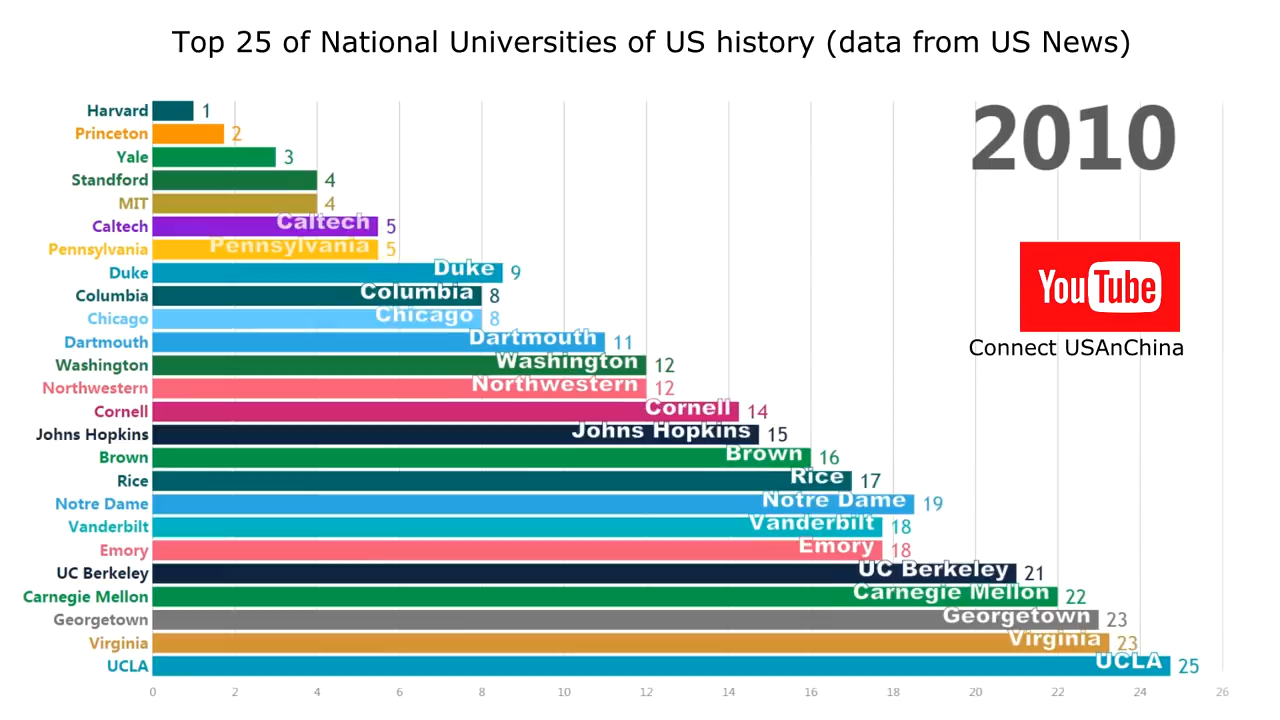 Top 25 of National Universities of US history (data from US News)
2010
Harvard 1
Princeton 2
Yale 3
Standford 4
MIT 4
Caltech Caltech 5
Pennsylvania Pennsylvania 5
Duke Duke 9
Columbia Columbia 8
Chicago Chicago 8
Dartmouth Dartmouth 11
Washington Washington 12
Northwestern Northwestern 12
Cornell Cornell 14
Johns Hopkins Johns Hopkins 15
Brown Brown 16
Rice Rice 17
Notre Dame Notre Dame 19
Vanderbilt Vanderbilt 18
Emory Emory 18
UC Berkeley UC Berkeley 21
Carnegie Mellon Carnegie Mellon 22
Georgetown Georgetown 23
Virginia Virginia 23
UCLA UCLA 25
0 2 4 6 8 10 12 14 16 18 20 22 24 26
YouTube
Connect USAnChina